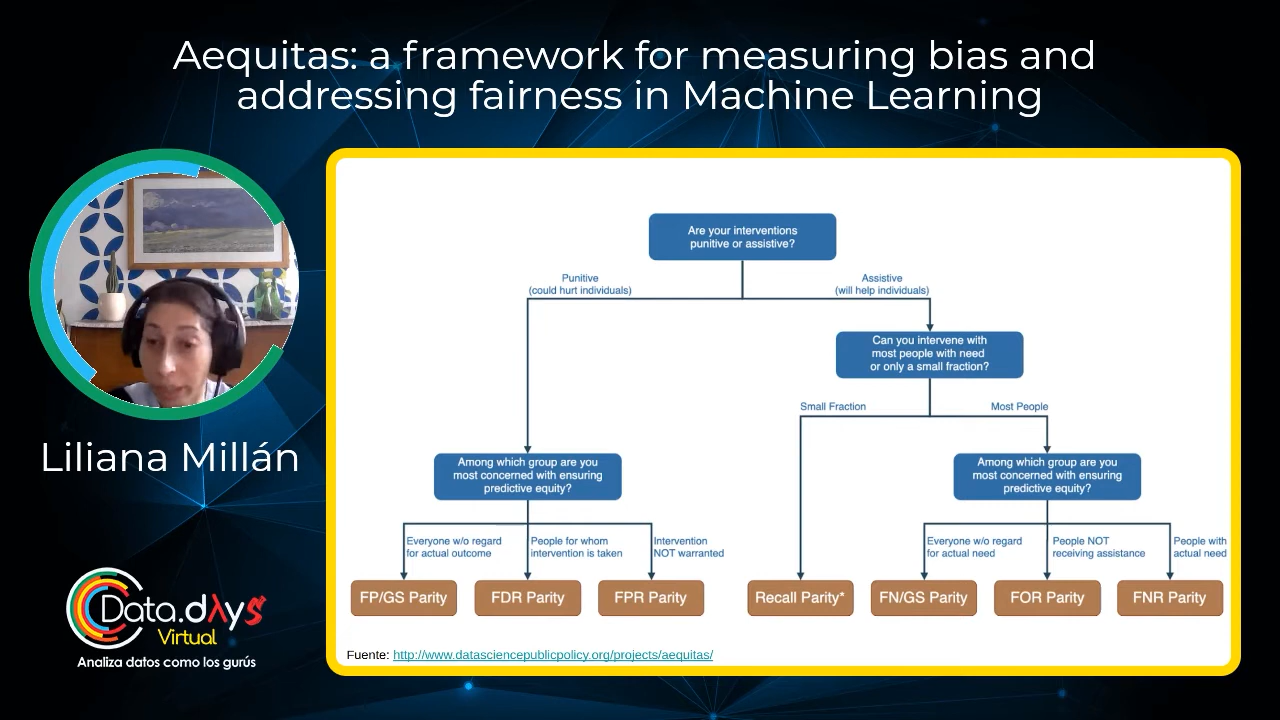 Aequitas: a framework for measuring bias and
addressing fairness in Machine Learning
Liliana Millán
Data.dAys
Virtual
Analiza datos como los gurús
Are your interventions
punitive or assistive?
Punitive
(could hurt individuals)
Assistive
(will help individuals)
Can you intervene with
most people with need
or only a small fraction?
Small Fraction
Most People
Among which group are you
most concerned with ensuring
predictive equity?
Among which group are you
most concerned with ensuring
predictive equity?
Everyone w/o regard
for actual outcome
People for whom
intervention is taken
Intervention
NOT warranted
Everyone w/o regard
for actual need
People NOT
receiving assistance
People with
actual need
FP/GS Parity
FDR Parity
FPR Parity
Recall Parity*
FN/GS Parity
FOR Parity
FNR Parity
Fuente: http://www.datasciencepublicpolicy.org/projects/aequitas/